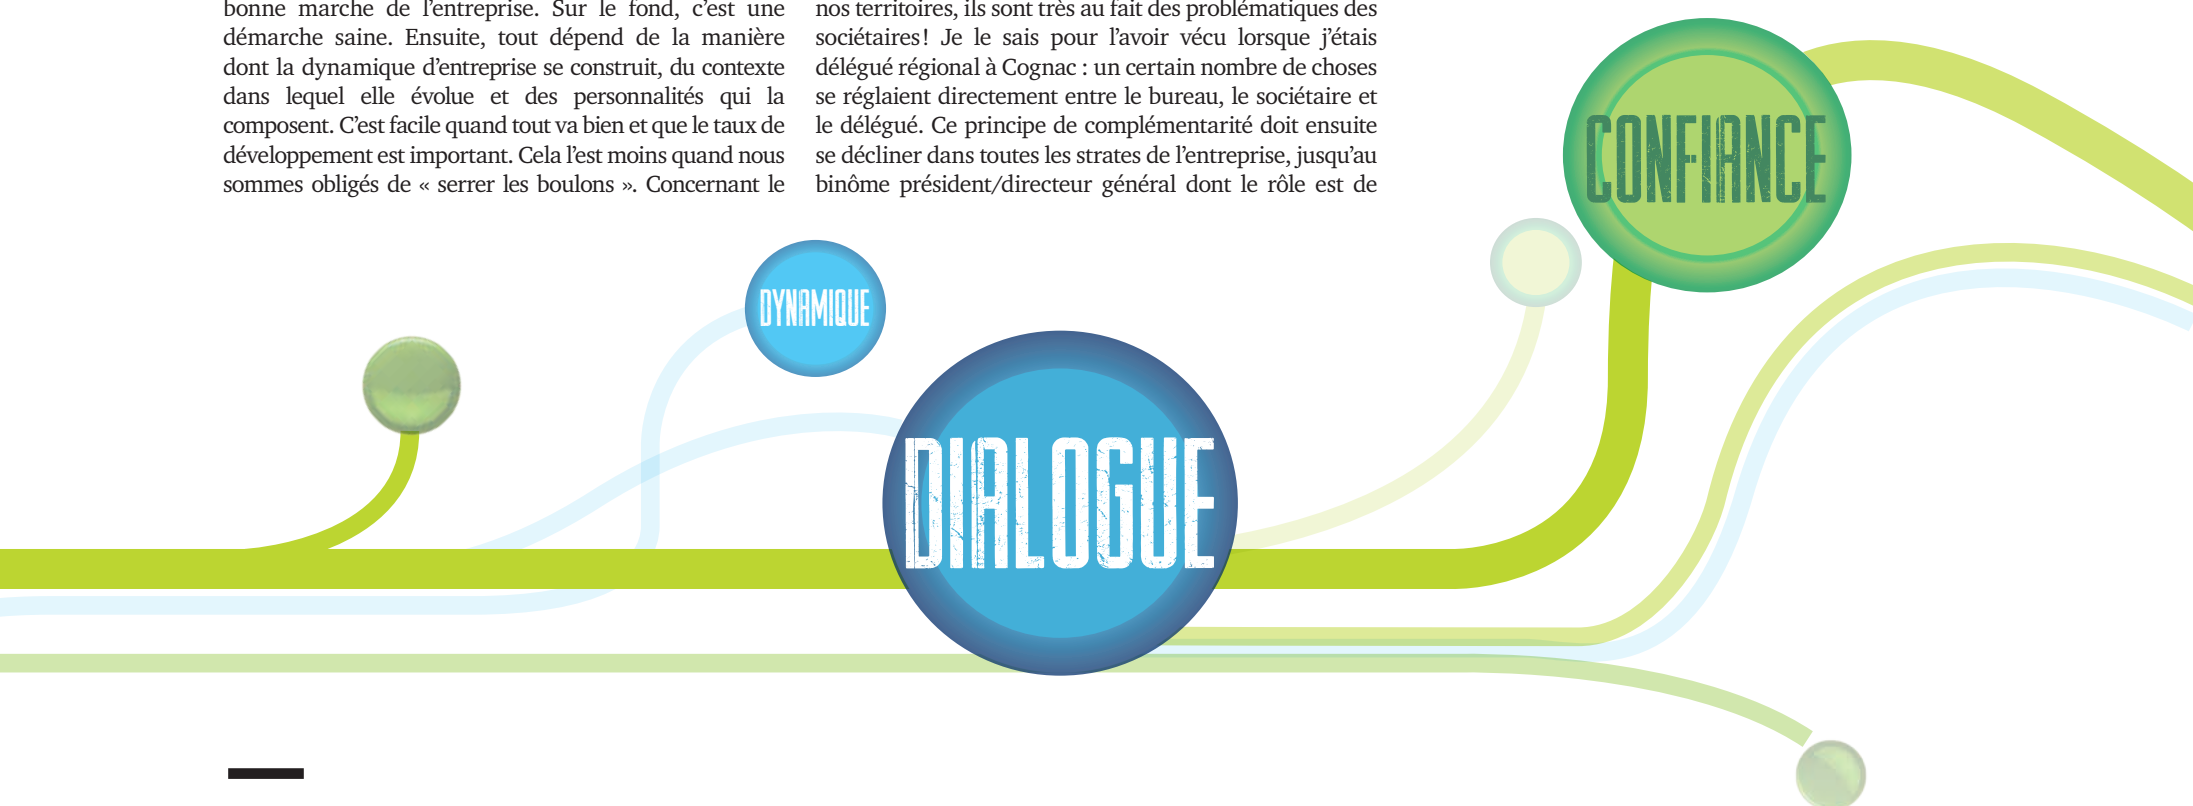 bonne marche de l’entreprise. Sur le fond, c’est une
démarche saine. Ensuite, tout dépend de la manière
dont la dynamique d’entreprise se construit, du contexte
dans lequel elle évolue et des personnalités qui la
composent. C’est facile quand tout va bien et que le taux de
développement est important. Cela l’est moins quand nous
sommes obligés de « serrer les boulons ». Concernant le
nos territoires, ils sont très au fait des problématiques des
sociétaires! Je le sais pour l’avoir vécu lorsque j’étais
délégué régional à Cognac : un certain nombre de choses
se réglaient directement entre le bureau, le sociétaire et
le délégué. Ce principe de complémentarité doit ensuite
se décliner dans toutes les strates de l’entreprise, jusqu’au
binôme président/directeur général dont le rôle est de
CONFIANCE
DYNAMIQUE
DIALOGUE